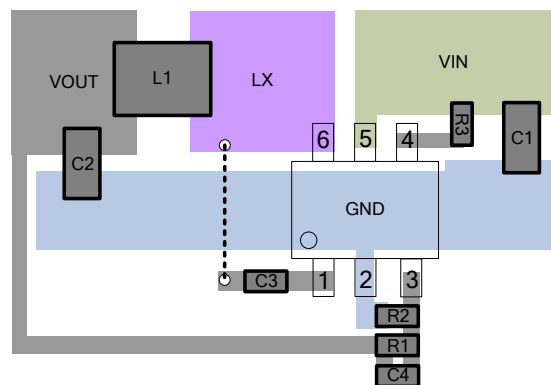 VOUT L1 LX VIN
C2 6 5 4 R3 C1
GND
C3 1 2 3
R2
R1
C4